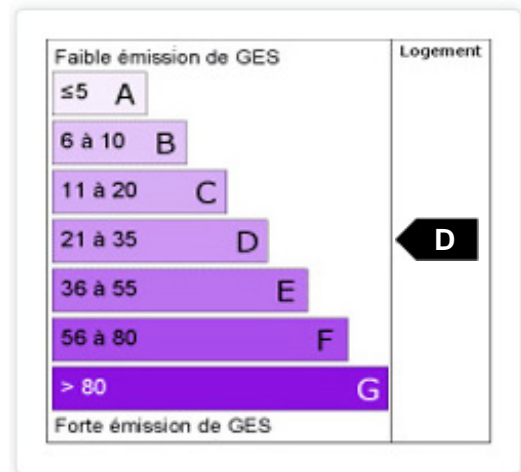 Faible émission de GES
Logement
≤5 A
6 à 10 B
11 à 20 C
21 à 35 D
D
36 à 55 E
56 à 80 F
> 80 G
Forte émission de GES